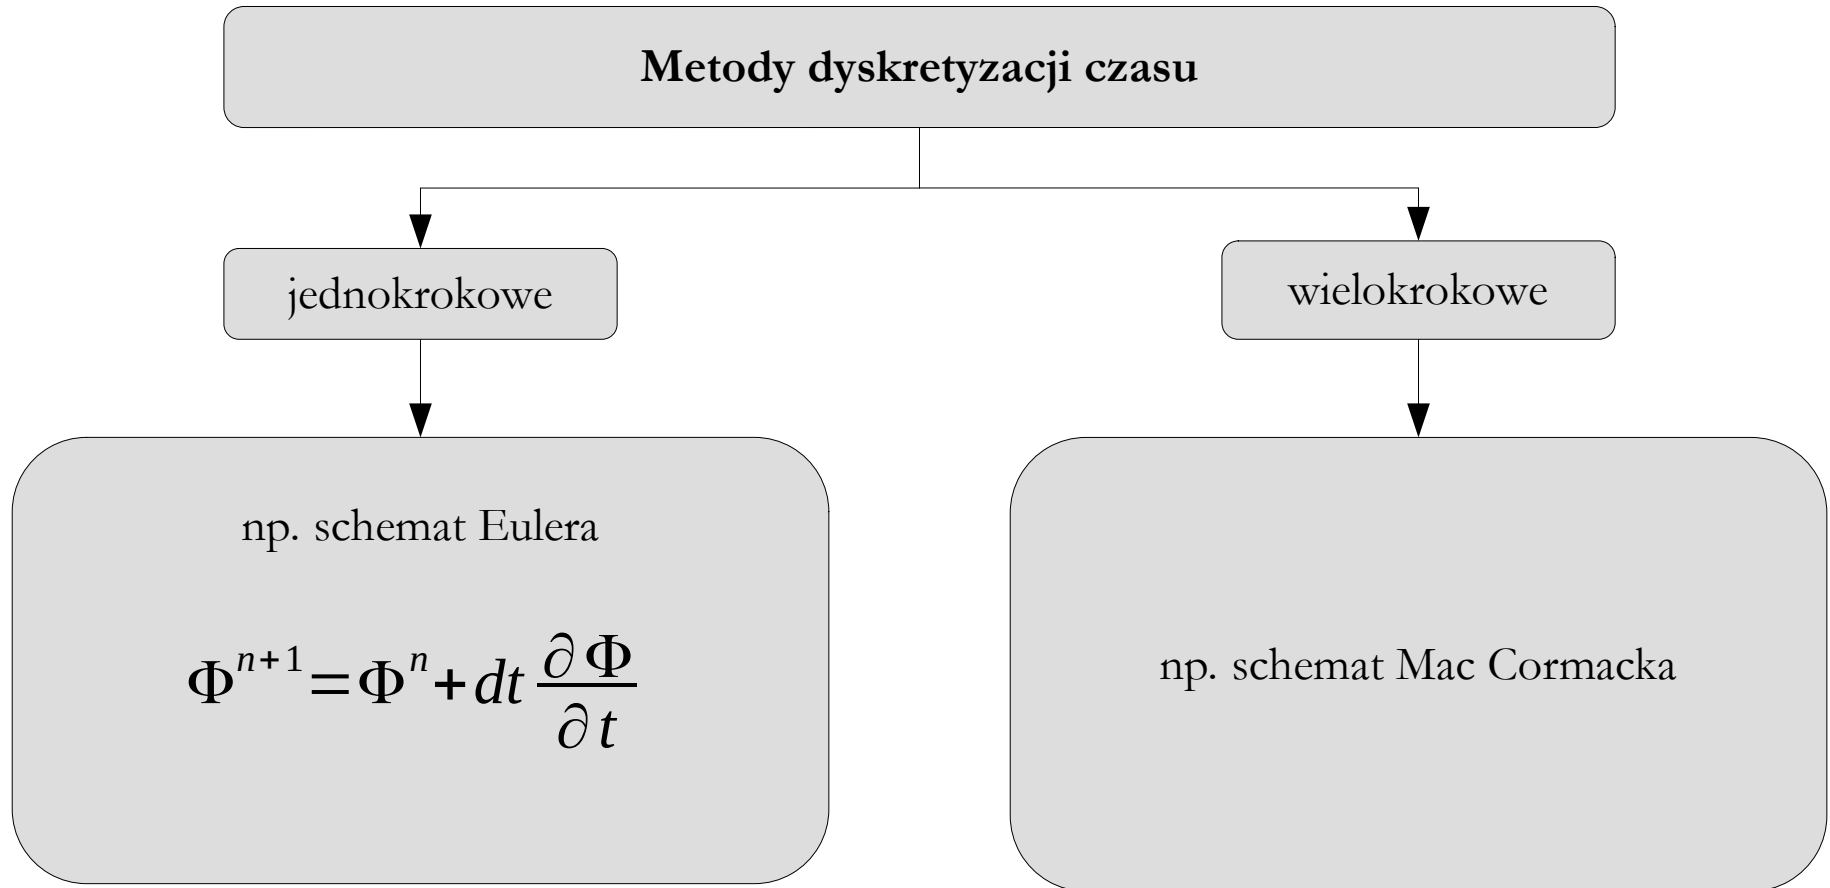 Metody dyskretyzacji czasu
jednokrokowe
wielokrokowe
np. schemat Eulera
Φ^{n+1}=Φ^n+dt ∂Φ/∂t
np. schemat Mac Cormacka